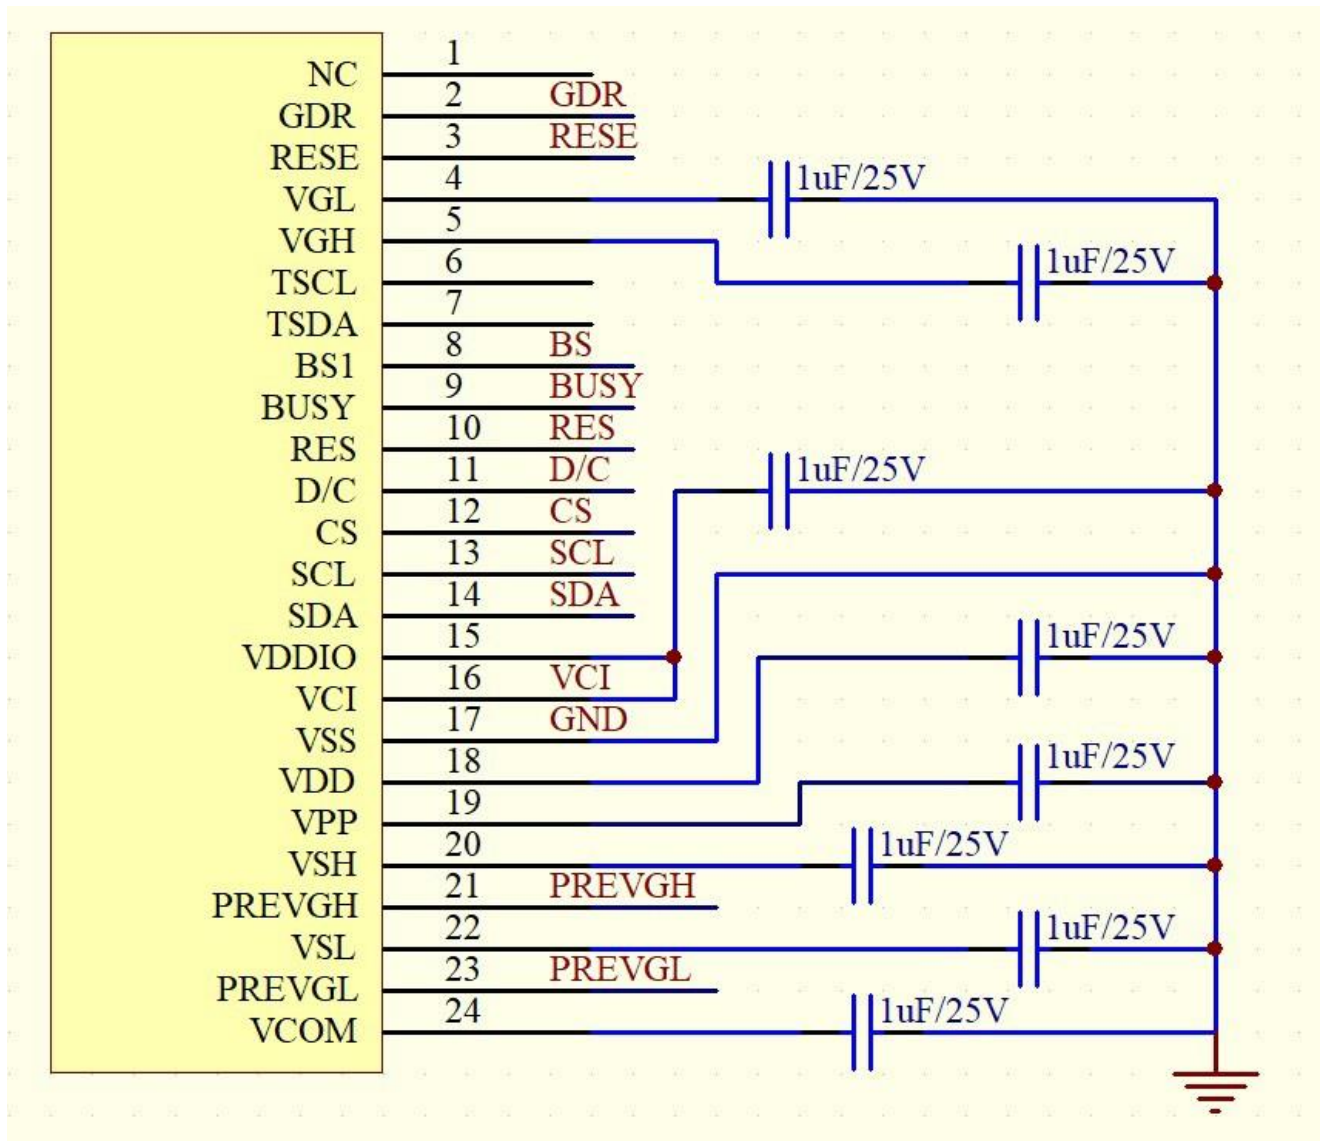 NC 1
GDR 2 GDR
RESE 3 RESE
VGL 4 1uF/25V
VGH 5
TSCL 6 1uF/25V
TSDA 7
BS1 8 BS
BUSY 9 BUSY
RES 10 RES
D/C 11 D/C 1uF/25V
CS 12 CS
SCL 13 SCL
SDA 14 SDA
VDDIO 15 1uF/25V
VCI 16 VCI
VSS 17 GND
VDD 18 1uF/25V
VPP 19
VSH 20 1uF/25V
PREVGH 21 PREVGH
VSL 22 1uF/25V
PREVGL 23 PREVGL
VCOM 24 1uF/25V